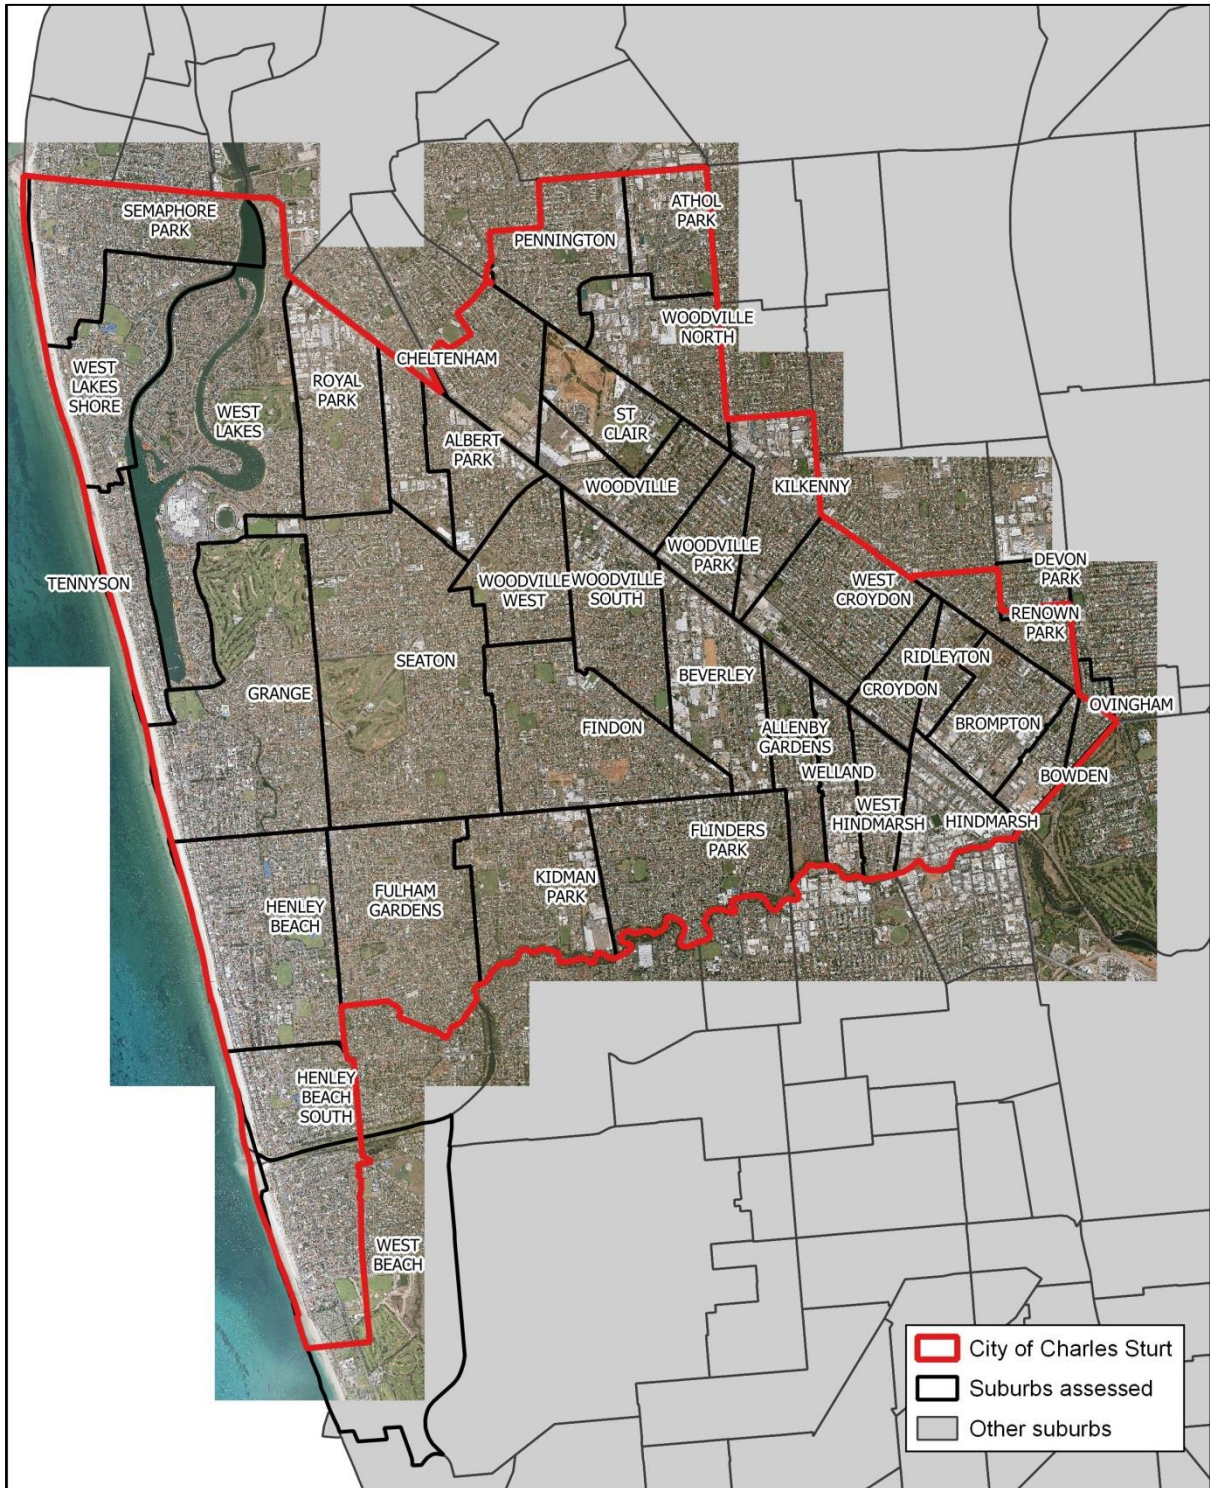 SEMAPHORE
PARK
ATHOL
PARK
PENNINGTON
WOODVILLE
NORTH
CHELTENHAM
WEST
LAKES
SHORE
ROYAL
PARK
WEST
LAKES
ST
CLAIR
ALBERT
PARK
WOODVILLE
KILKENNY
WOODVILLE
PARK
DEVON
PARK
TENNYSON
WOODVILLE
WEST
WOODVILLE
SOUTH
WEST
CROYDON
RENOWN
PARK
RIDLEYTON
SEATON
BEVERLEY
GRANGE
CROYDON
OVINGHAM
FINDON
ALLENBY
GARDENS
BROMPTON
WELLAND
BOWDEN
WEST
HINDMARSH
HINDMARSH
FLINDERS
PARK
KIDMAN
PARK
FULHAM
GARDENS
HENLEY
BEACH
HENLEY
BEACH
SOUTH
WEST
BEACH
City of Charles Sturt
Suburbs assessed
Other suburbs